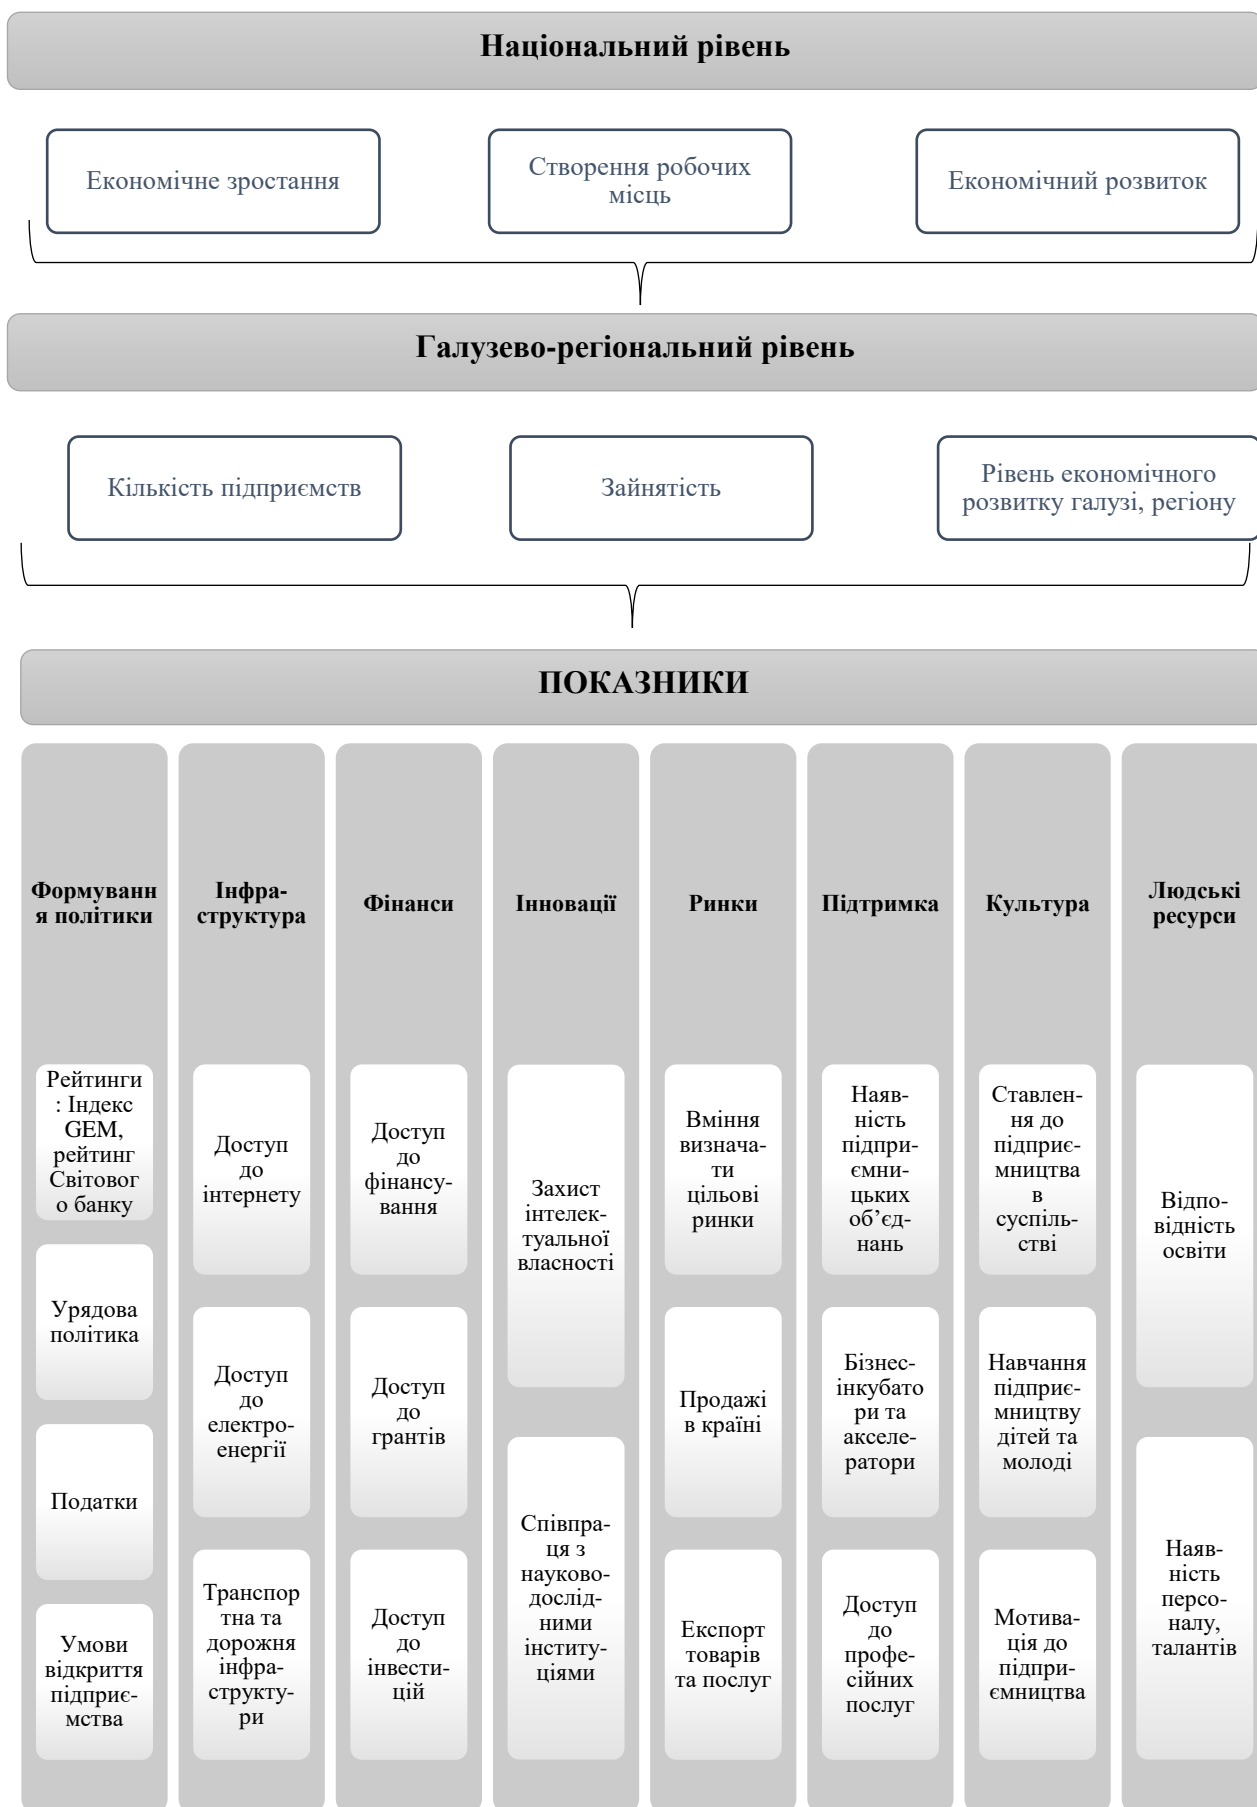 Національний рівень
Економічне зростання
Створення робочих
місць
Економічний розвиток
Галузево-регіональний рівень
Кількість підприємств
Зайнятість
Рівень економічного
розвитку галузі, регіону
ПОКАЗНИКИ
Формуванн
я політики
Рейтинги
: Індекс
GEM,
рейтинг
Світовог
о банку
Урядова
політика
Податки
Умови
відкриття
підприє-
мства
Інфра-
структура
Доступ
до
інтернету
Доступ
до
електро-
енергії
Транспор
тна та
дорожня
інфра-
структу-
ри
Фінанси
Доступ
до
фінансу-
вання
Доступ
до
грантів
Доступ
до
інвести-
цій
Інновації
Захист
інтелек-
туальної
власності
Співпра-
ця з
науково-
дослід-
ними
інститу-
ціями
Ринки
Вміння
визнача-
ти
цільові
ринки
Продажі
в країні
Експорт
товарів
та послуг
Підтримка
Наяв-
ність
підпри-
ємни-
цьких
об’єд-
нань
Бізнес-
інкубато
ри та
акселе-
ратори
Доступ
до
профе-
сійних
послуг
Культура
Ставлен-
ня до
підприє-
мництва
в
суспіль-
стві
Навчання
підприє-
мництву
дітей та
молоді
Мотива-
ція до
підпри-
ємництва
Людські
ресурси
Відпо-
відність
освіти
Наяв-
ність
персо-
налу,
талантів